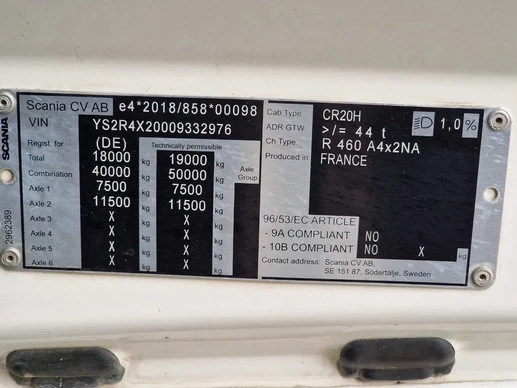 SCANIA
2962389
Scania CV AB e4*2018/858*00098
VIN YS2R4X20009332976
Regist. for (DE) Technically permissible
Total 18000 kg 19000 kg Axle Group
Combination 40000 kg 50000 kg
Axle 1 7500 kg 7500 kg
Axle 2 11500 kg 11500 kg
Axle 3 X kg X kg
Axle 4 X X
Axle 5 X kg X kg
Axle 6 X kg X kg
Cab Type CR20H 1,0%
ADR GTW >/= 44 t
Ch.Type R 460 A4x2NA
Produced in FRANCE
96/53/EC ARTICLE
- 9A COMPLIANT NO
- 10B COMPLIANT NO X kg
Contact address: Scania CV AB,
SE 151 87, Södertälje, Sweden